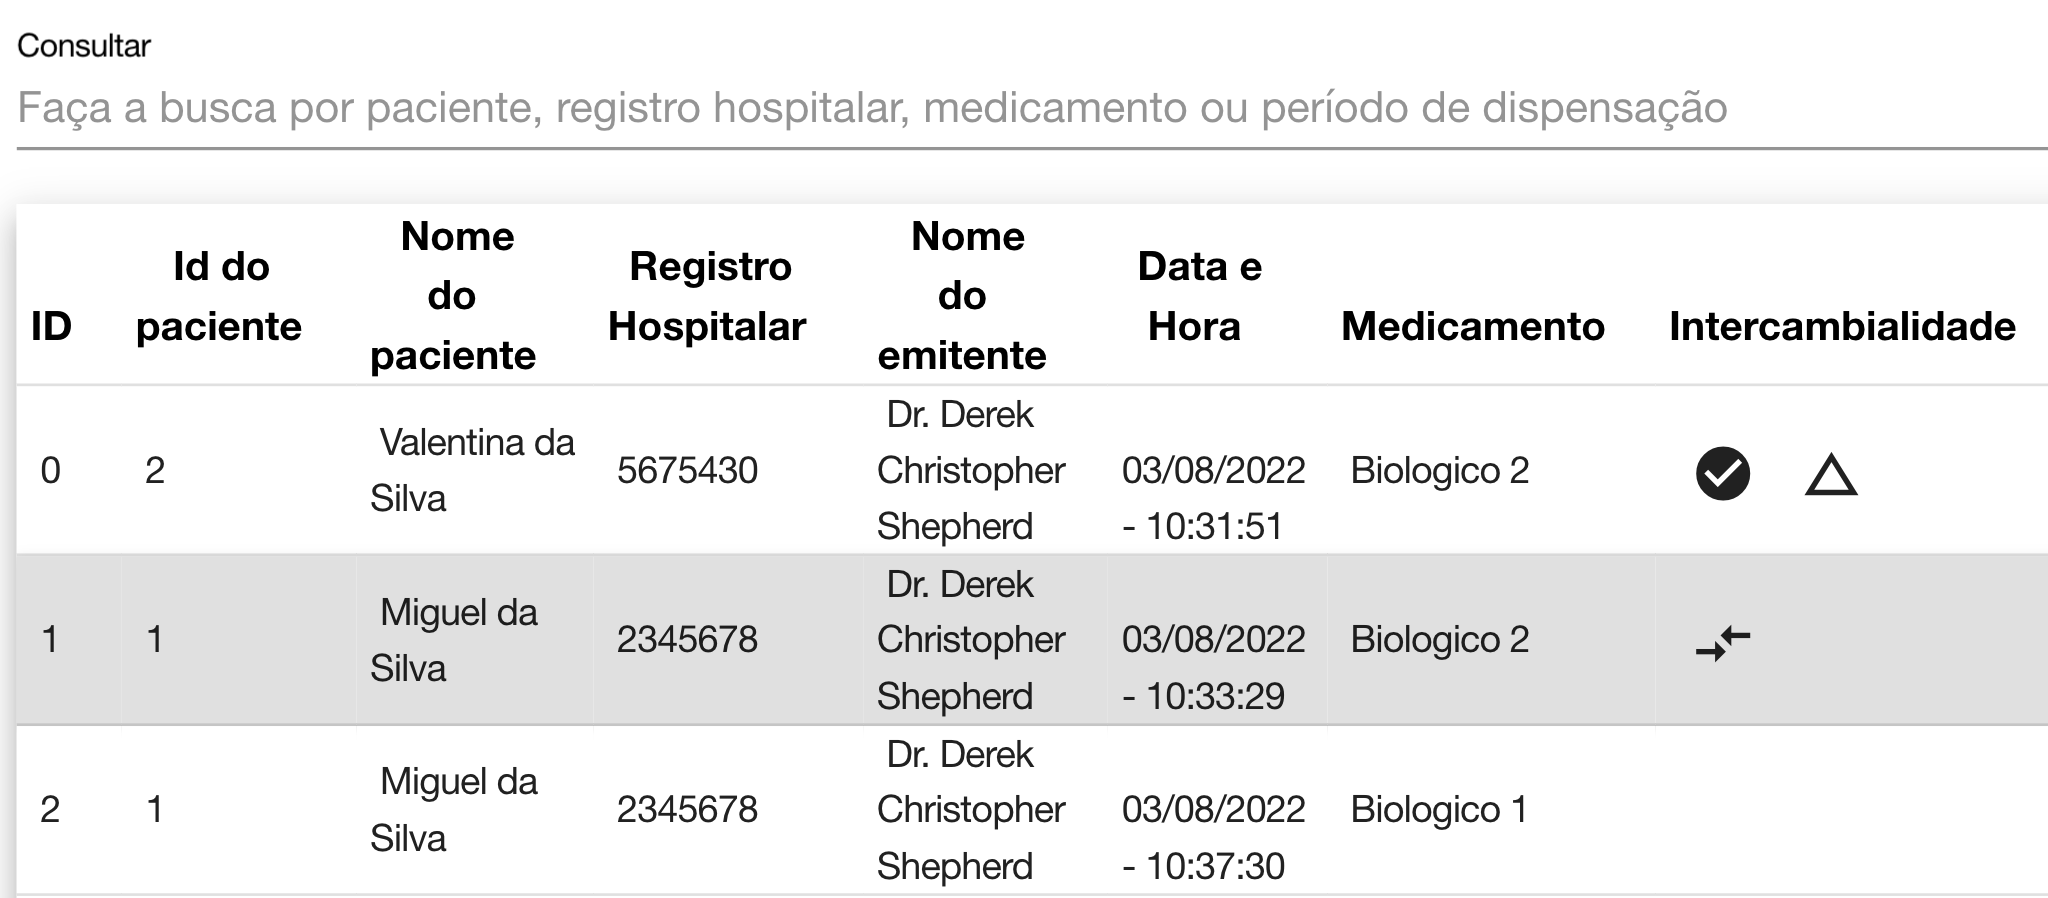 Consultar
Faça a busca por paciente, registro hospitalar, medicamento ou período de dispensação
ID Id do paciente Nome do paciente Registro Hospitalar Nome do emitente Data e Hora Medicamento Intercambialidade
0 2 Valentina da Silva 5675430 Dr. Derek Christopher Shepherd 03/08/2022 - 10:31:51 Biologico 2
1 1 Miguel da Silva 2345678 Dr. Derek Christopher Shepherd 03/08/2022 - 10:33:29 Biologico 2
2 1 Miguel da Silva 2345678 Dr. Derek Christopher Shepherd 03/08/2022 - 10:37:30 Biologico 1